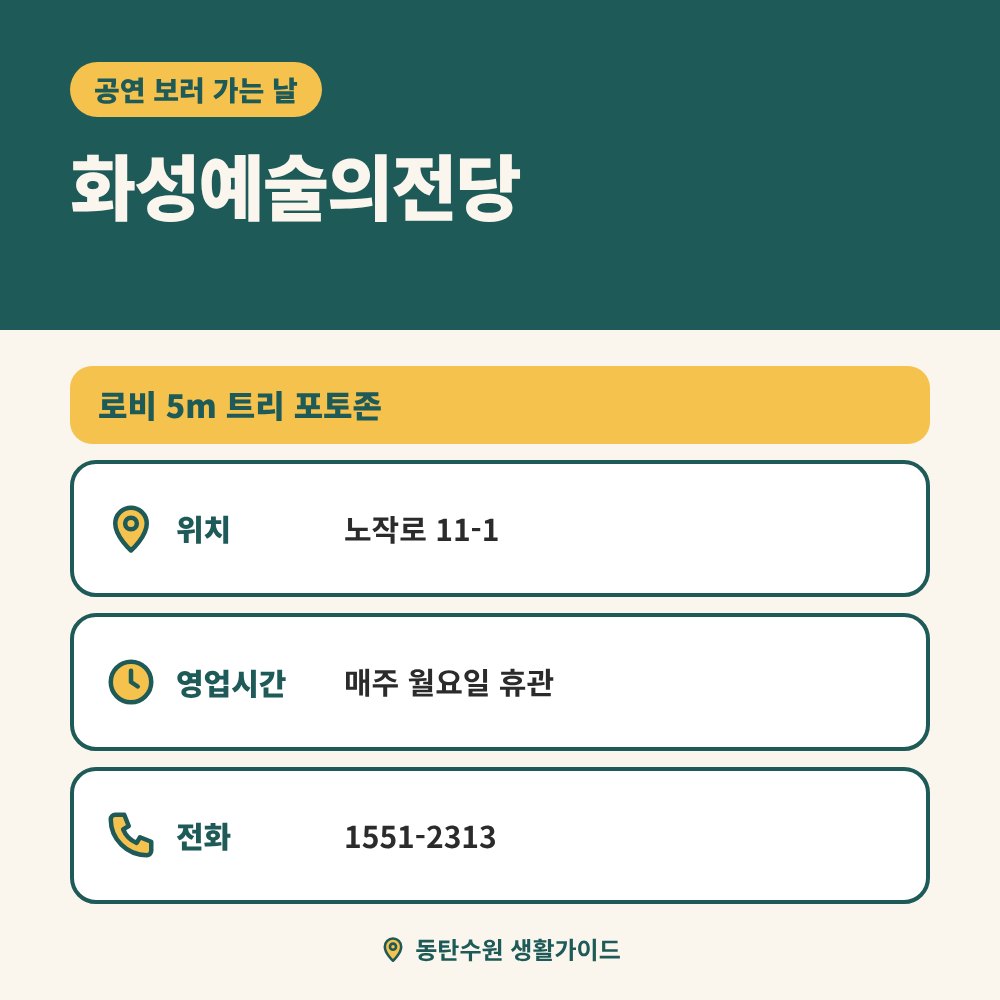 공연 보러 가는 날
화성예술의전당
로비 5m 트리 포토존
위치 노작로 11-1
영업시간 매주 월요일 휴관
전화 1551-2313
동탄수원 생활가이드